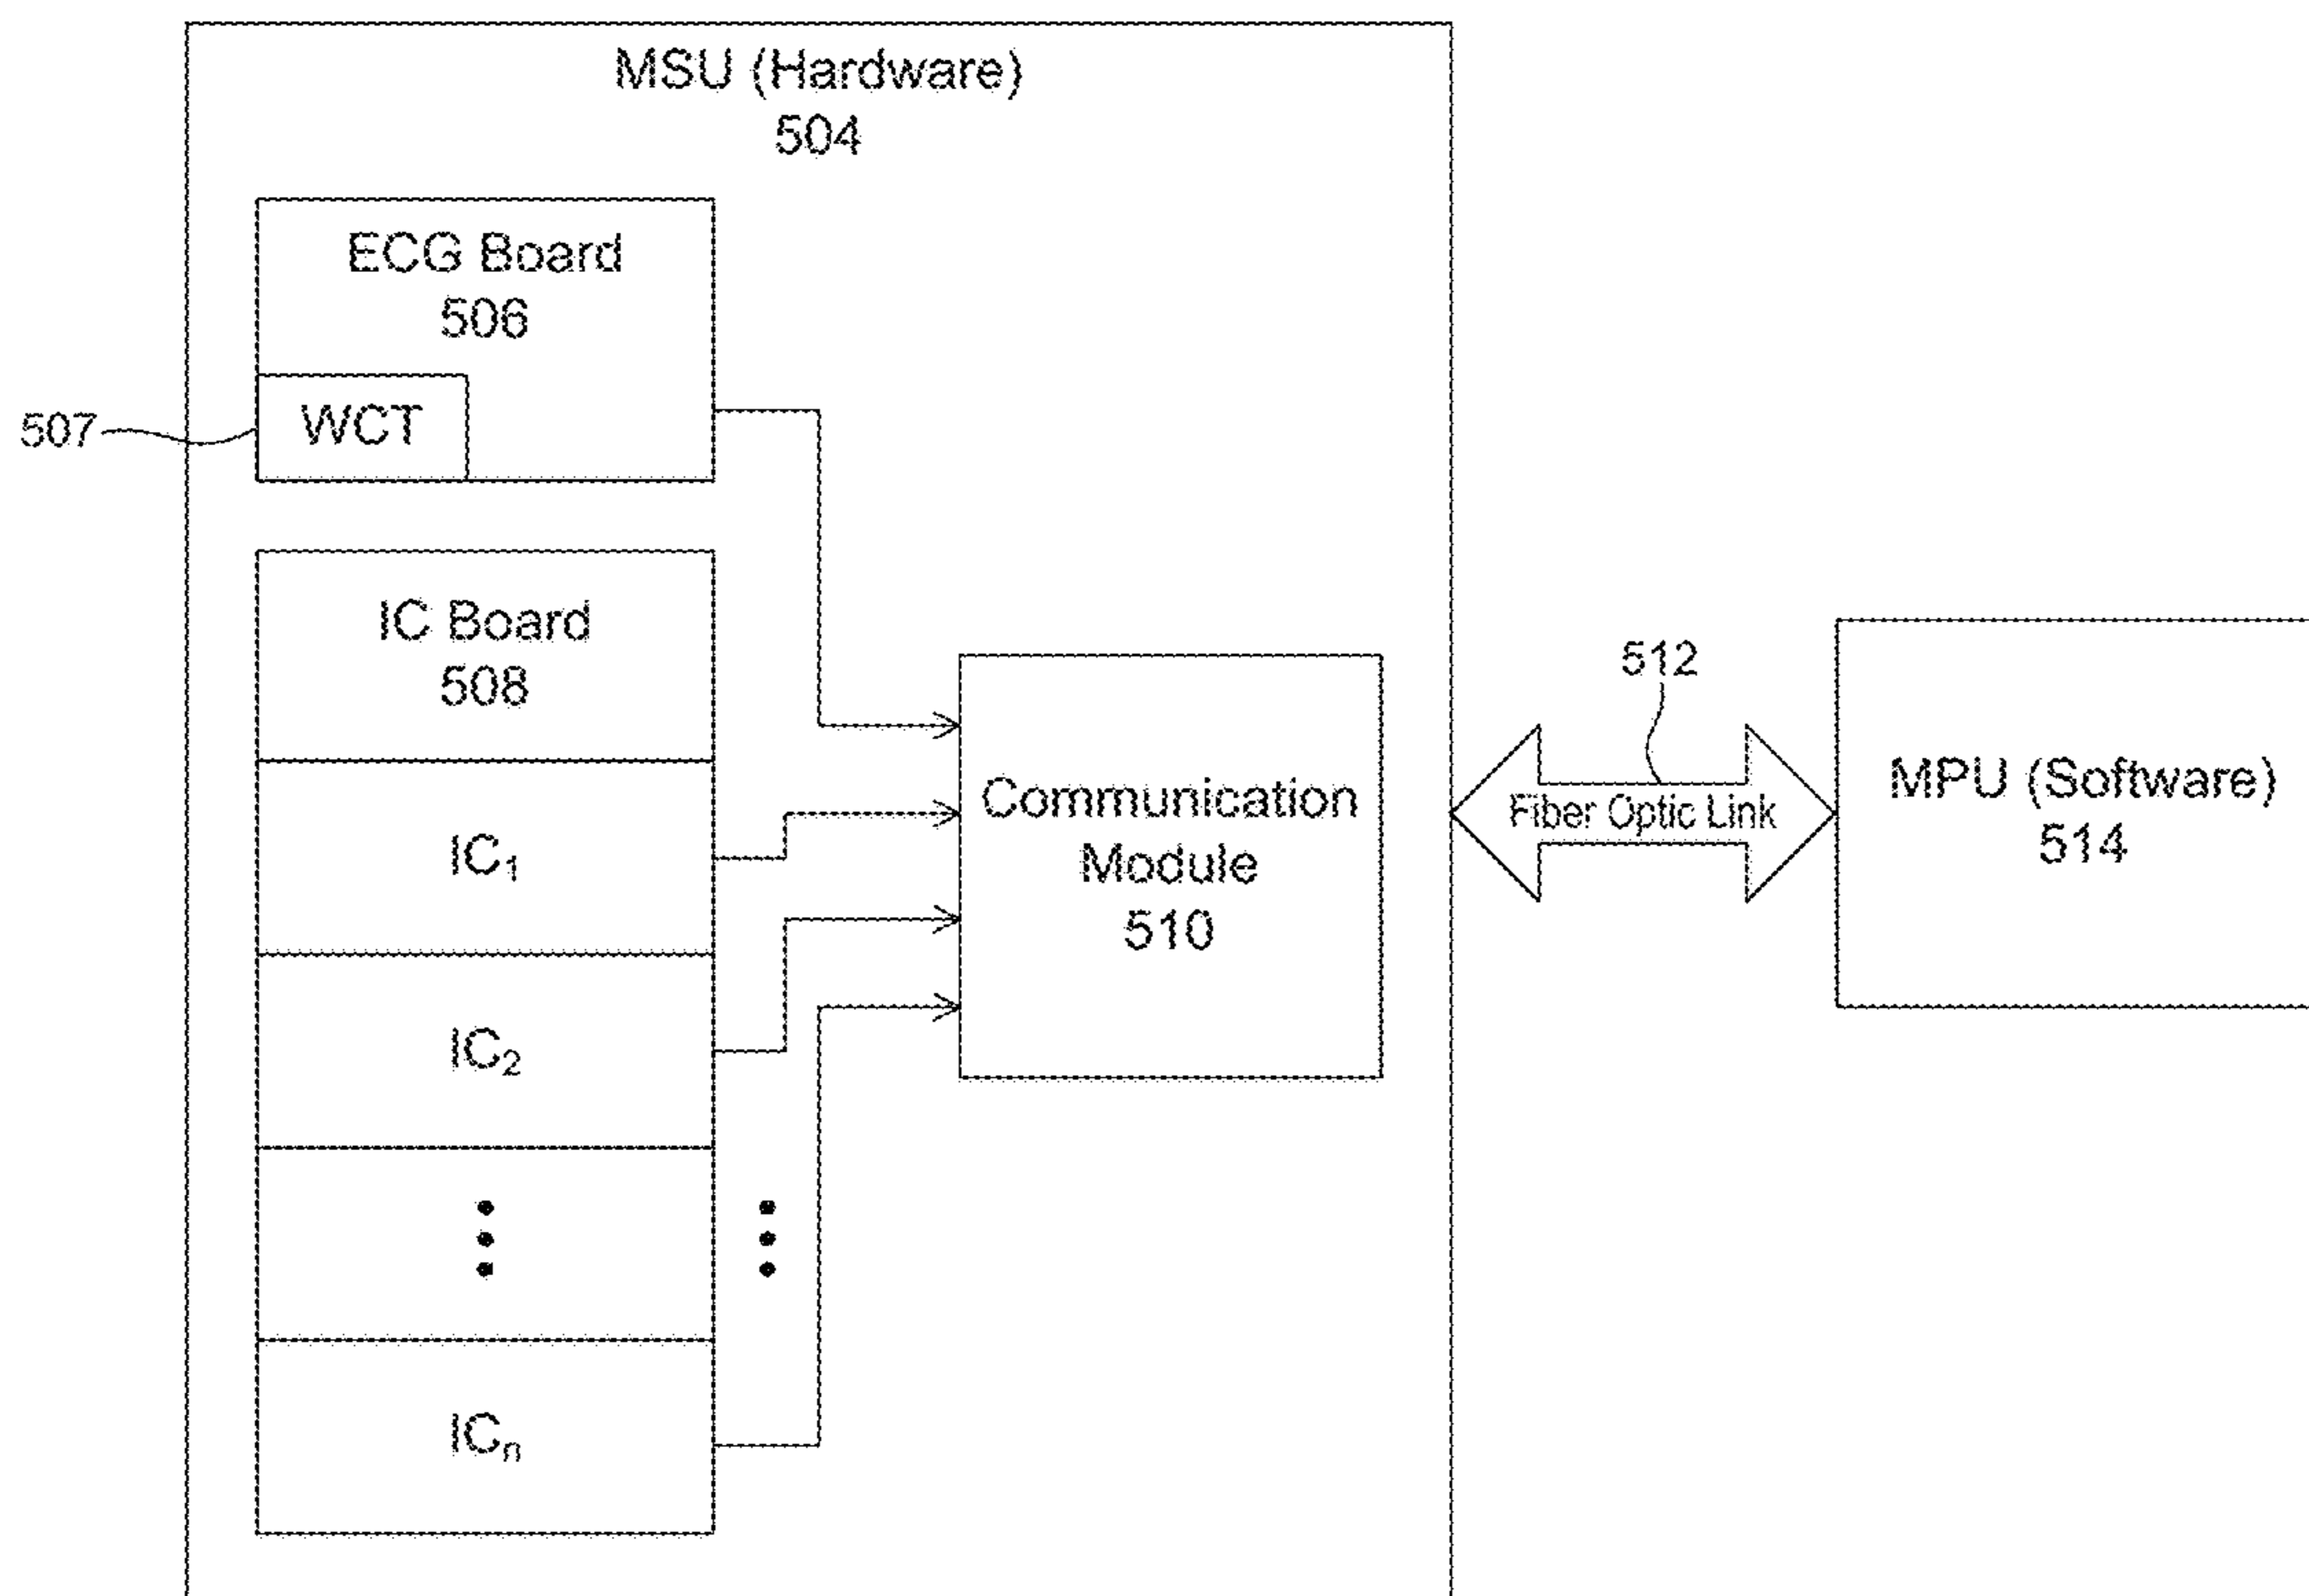 MSU (Hardware)
504
ECG Board
506
WCT
507
IC Board
508
IC₁
IC₂
ICₙ
Communication
Module
510
512
Fiber Optic Link
MPU (Software)
514